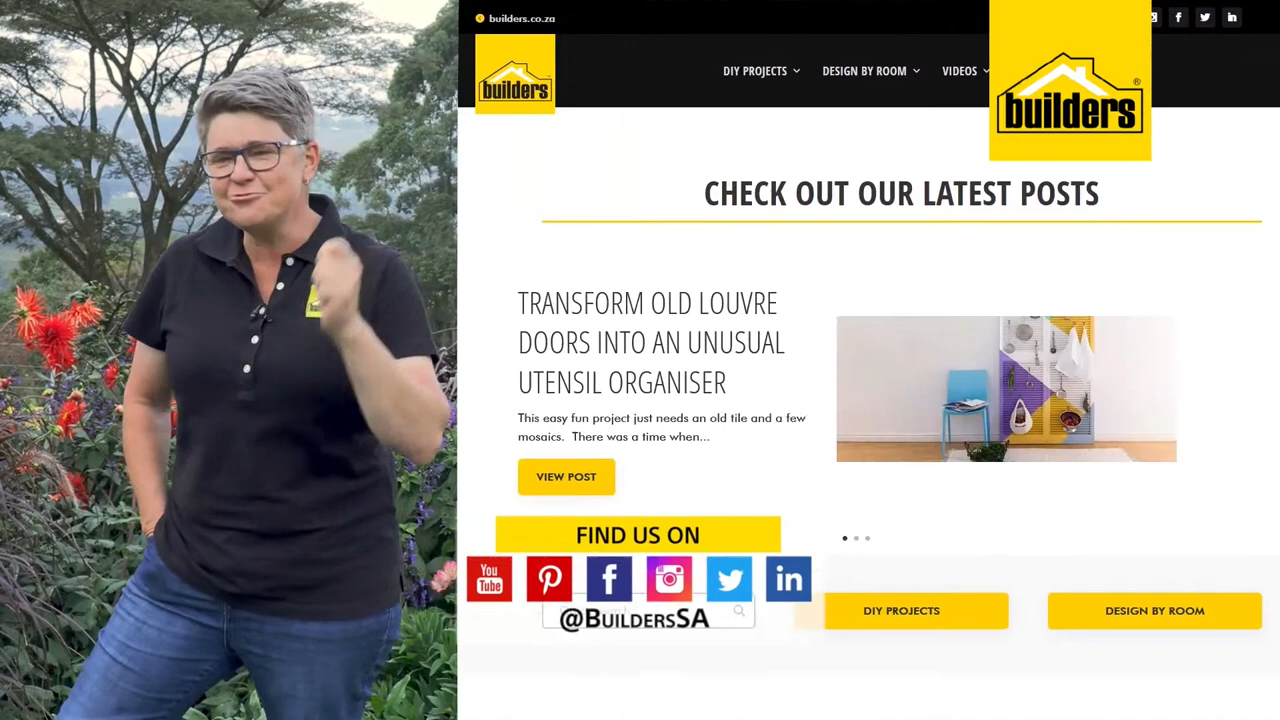 builders.co.za
builders
DIY PROJECTS
DESIGN BY ROOM
VIDEOS
builders®
CHECK OUT OUR LATEST POSTS
TRANSFORM OLD LOUVRE
DOORS INTO AN UNUSUAL
UTENSIL ORGANISER
This easy fun project just needs an old tile and a few
mosaics. There was a time when...
VIEW POST
FIND US ON
You
Tube
@BuildersSA
DIY PROJECTS
DESIGN BY ROOM